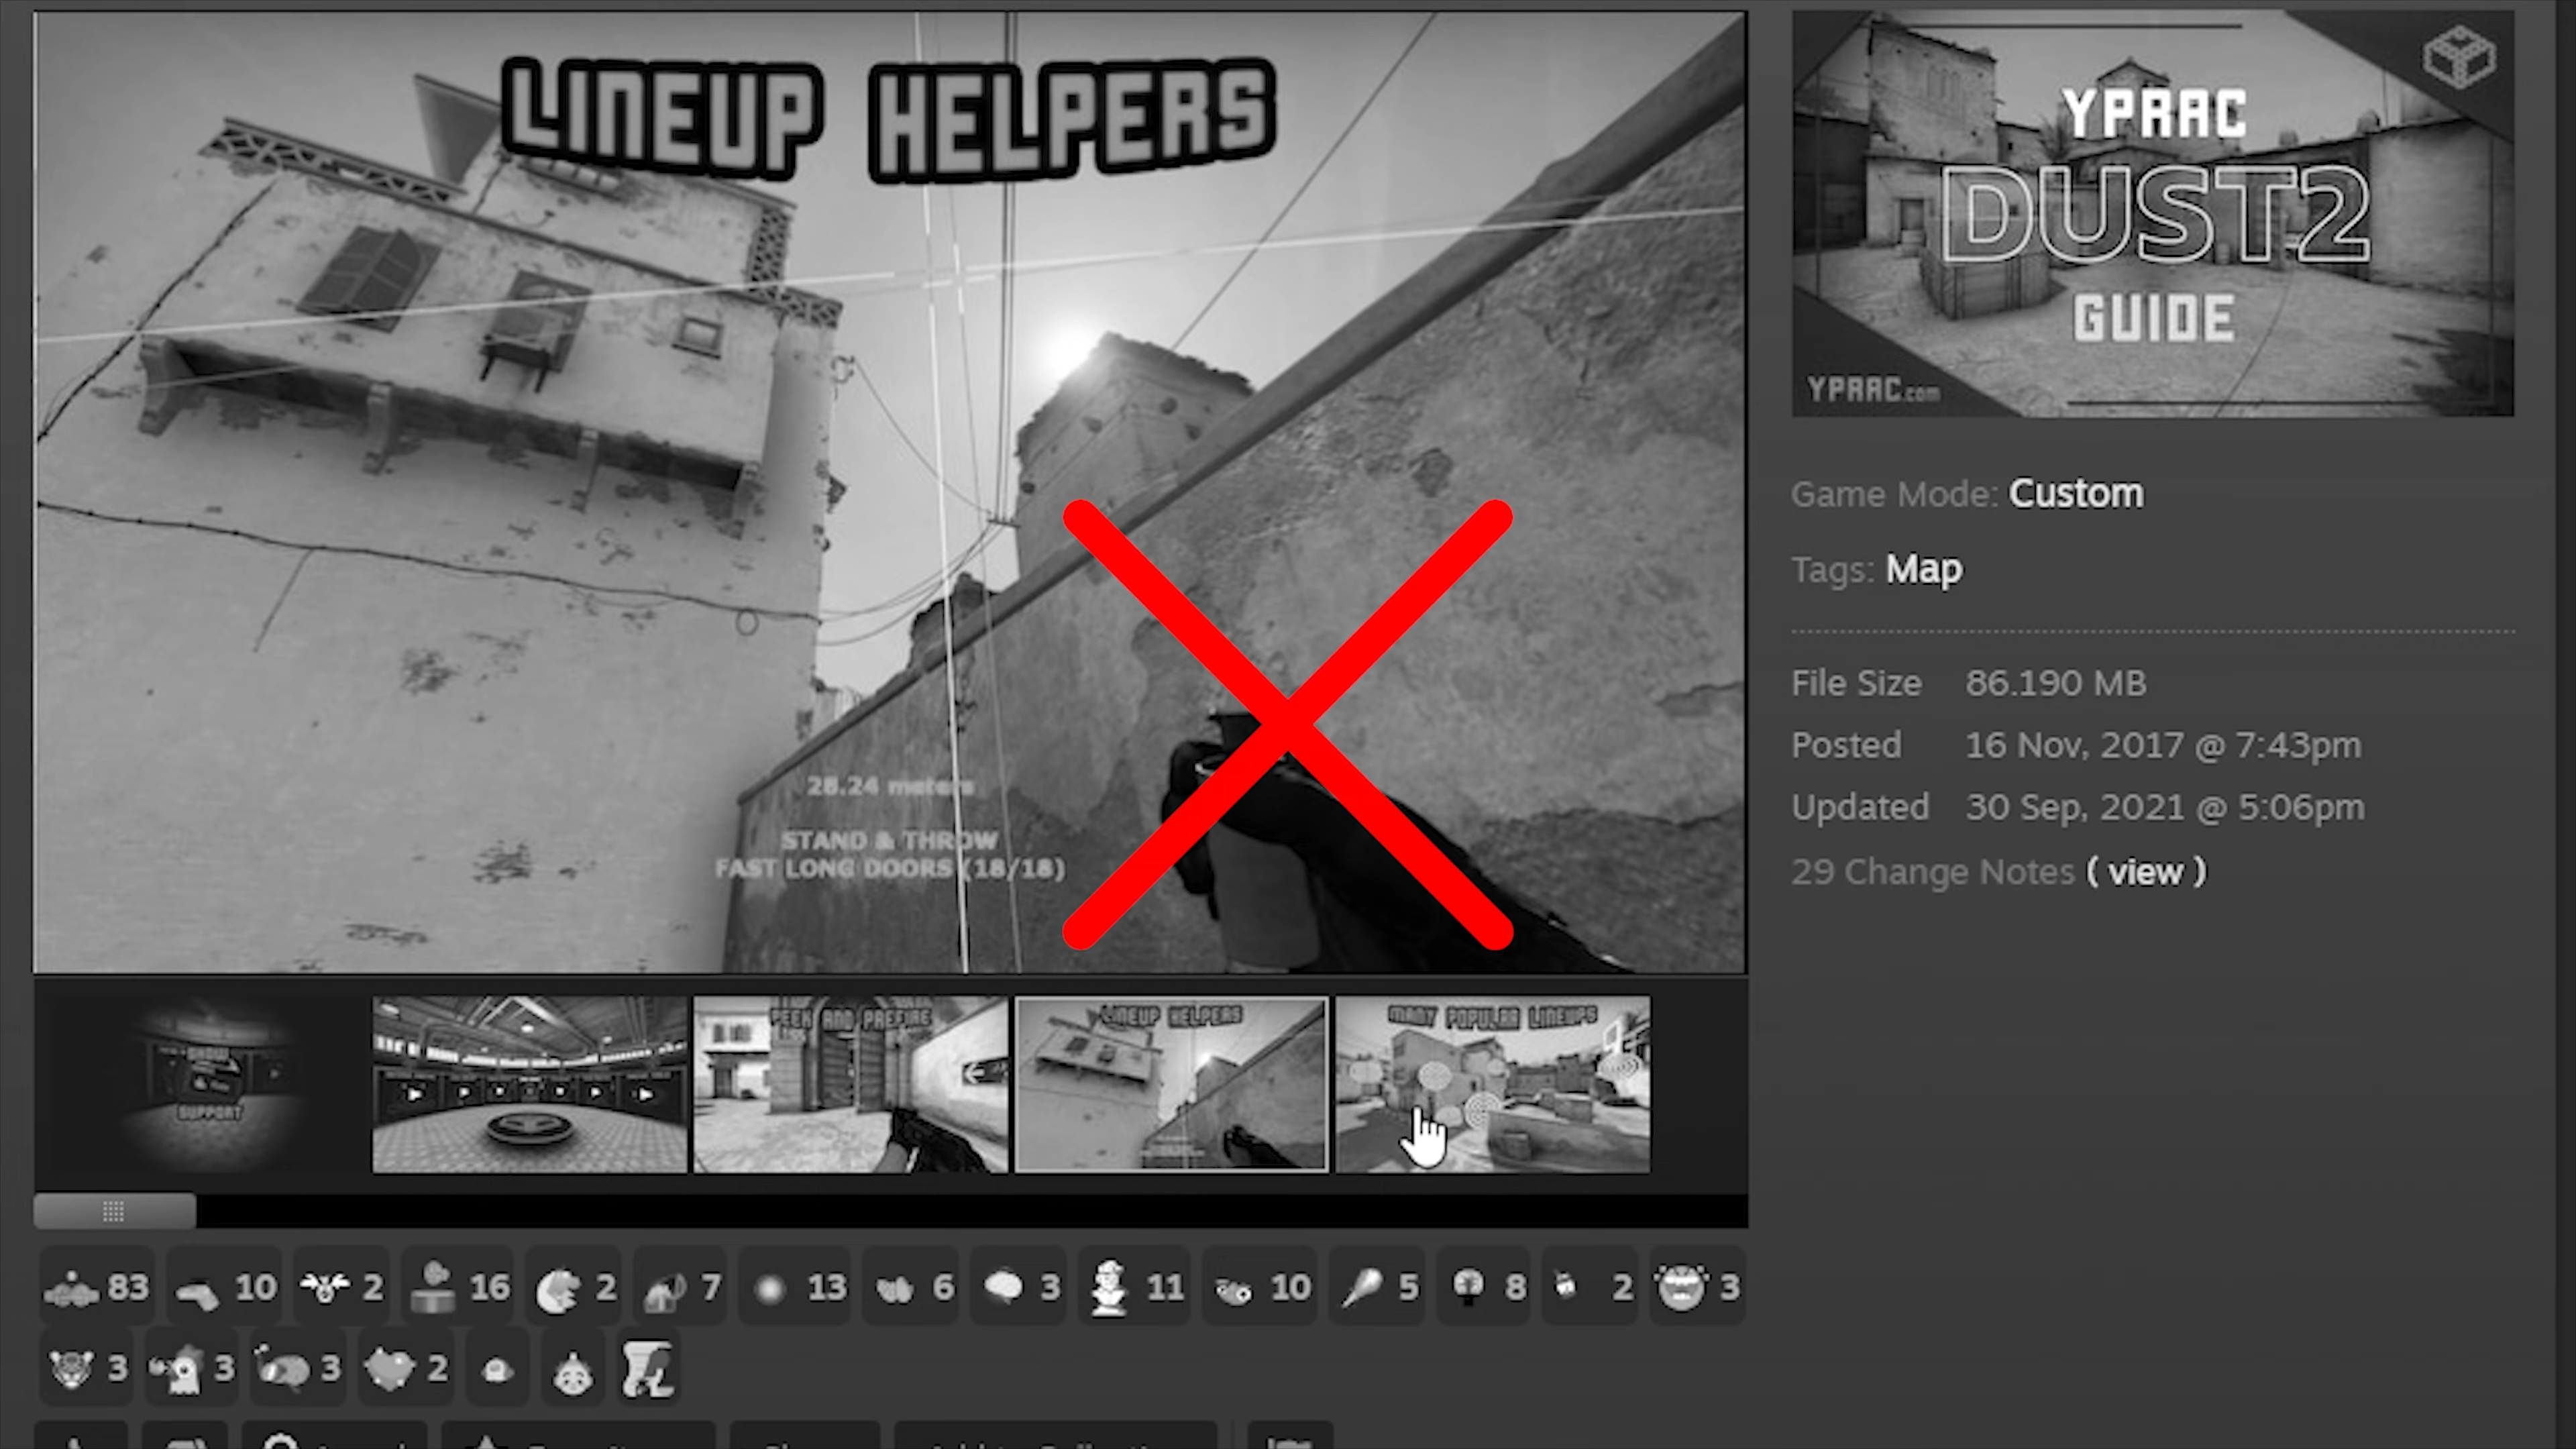 LINEUP HELPERS
28.24 meters
STAND & THROW
FAST LONG DOORS (18/18)
YPRAC
DUST2
GUIDE
YPRAC.com
Game Mode: Custom
Tags: Map
File Size 86.190 MB
Posted 16 Nov, 2017 @ 7:43pm
Updated 30 Sep, 2021 @ 5:06pm
29 Change Notes ( view )
SHOW
SUPPORT
PEEK AND PREFIRE
LINEUP HELPERS
MANY POPULAR LINEUPS
83 10 2 16 2 7 13 6 3 11 10 5 8 2 3
3 3 3 2